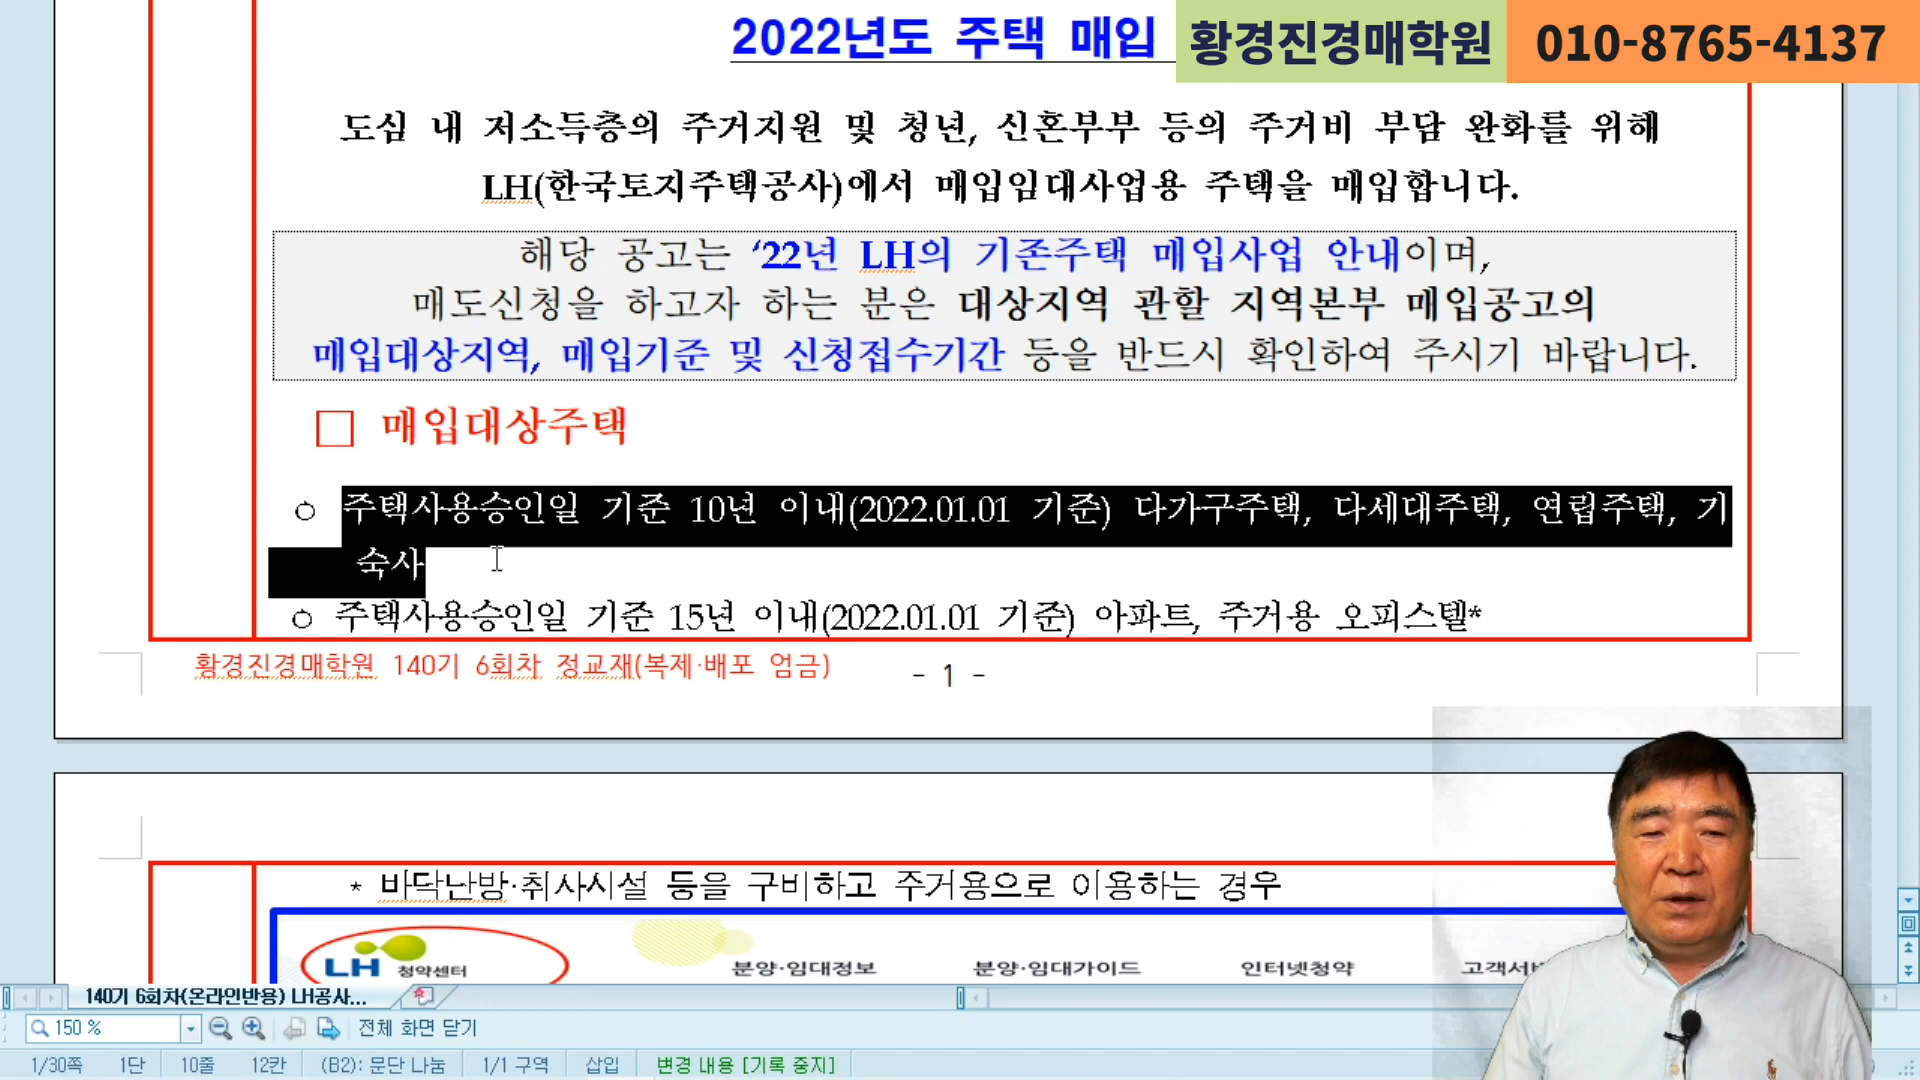 2022년도 주택 매입
황경진경매학원
010-8765-4137
도심 내 저소득층의 주거지원 및 청년, 신혼부부 등의 주거비 부담 완화를 위해
LH(한국토지주택공사)에서 매입임대사업용 주택을 매입합니다.
해당 공고는 ‘22년 LH의 기존주택 매입사업 안내이며,
매도신청을 하고자 하는 분은 대상지역 관할 지역본부 매입공고의
매입대상지역, 매입기준 및 신청접수기간 등을 반드시 확인하여 주시기 바랍니다.
□ 매입대상주택
○ 주택사용승인일 기준 10년 이내(2022.01.01 기준) 다가구주택, 다세대주택, 연립주택, 기
숙사
○ 주택사용승인일 기준 15년 이내(2022.01.01 기준) 아파트, 주거용 오피스텔*
황경진경매학원 140기 6회차 정교재(복제·배포 엄금)
- 1 -
* 바닥난방·취사시설 등을 구비하고 주거용으로 이용하는 경우
LH 청약센터
분양·임대정보
분양·임대가이드
인터넷청약
고객서
140기 6회차(온라인반용) LH공사...
150 %
전체 화면 닫기
1/30쪽
1단
10줄
12칸
(B2): 문단 나눔
1/1 구역
삽입
변경 내용 [기록 중지]